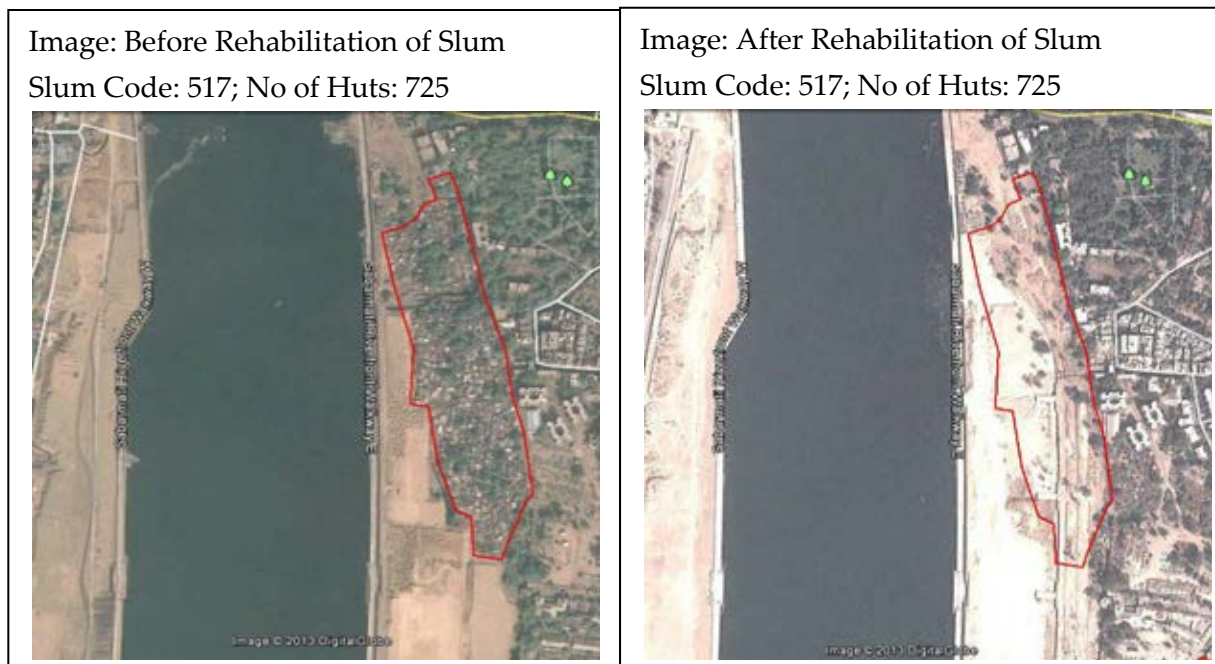 Image: Before Rehabilitation of Slum
Slum Code: 517; No of Huts: 725
Image © 2013 DigitalGlobe
Image: After Rehabilitation of Slum
Slum Code: 517; No of Huts: 725
Image © 2013 DigitalGlobe